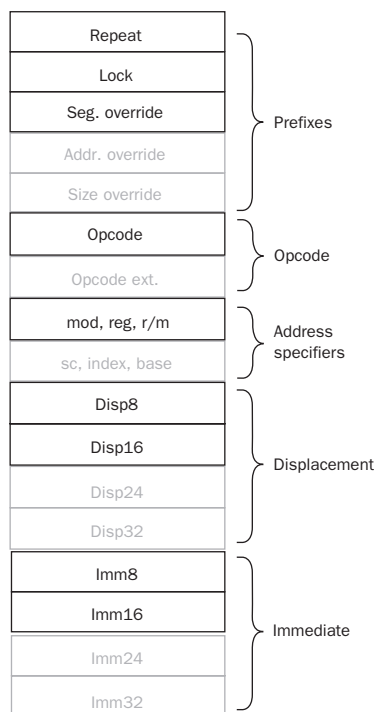 Repeat
Lock
Seg. override
Addr. override
Size override
Prefixes
Opcode
Opcode ext.
Opcode
mod, reg, r/m
sc, index, base
Address
specifiers
Disp8
Disp16
Disp24
Disp32
Displacement
Imm8
Imm16
Imm24
Imm32
Immediate